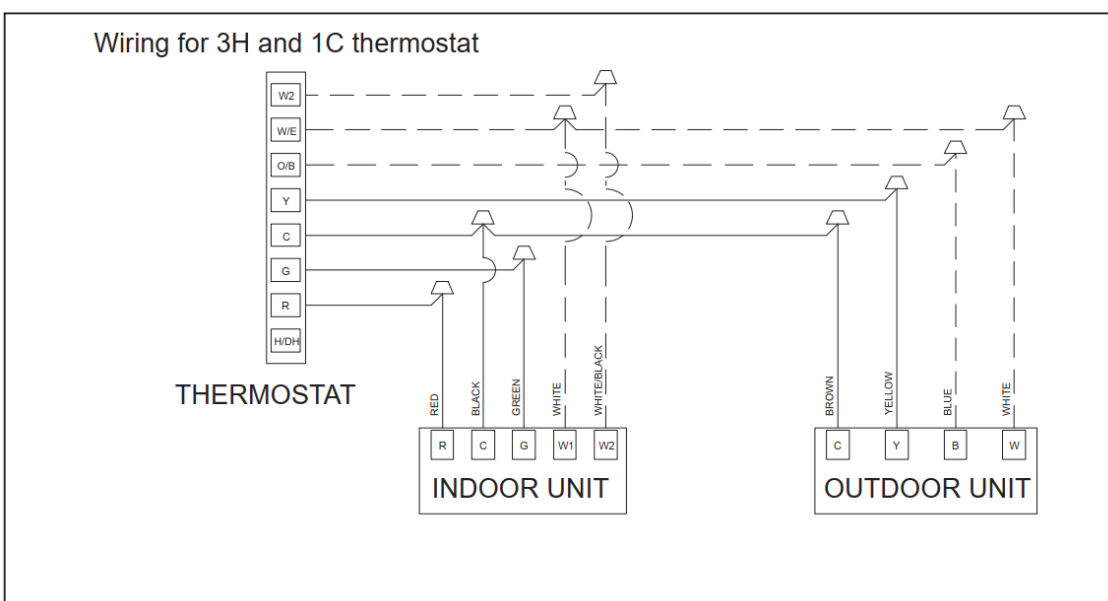 Wiring for 3H and 1C thermostat
W2
W/E
O/B
Y
C
G
R
H/DH
THERMOSTAT
RED
BLACK
GREEN
WHITE
WHITE/BLACK
BROWN
YELLOW
BLUE
WHITE
R
C
G
W1
W2
C
Y
B
W
INDOOR UNIT
OUTDOOR UNIT